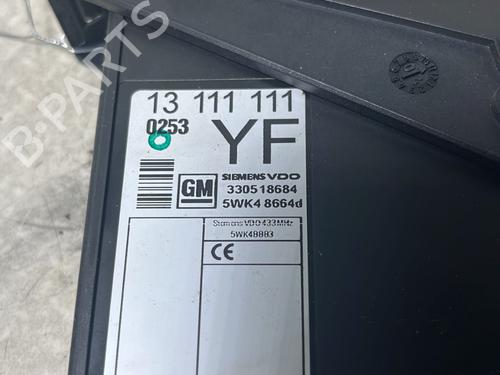 B-PARTS
13 111 111
0253
YF
GM
SIEMENS VDO
330518684
5WK4 8664d
Siemens VDO 433MHz
5WK48883
CE